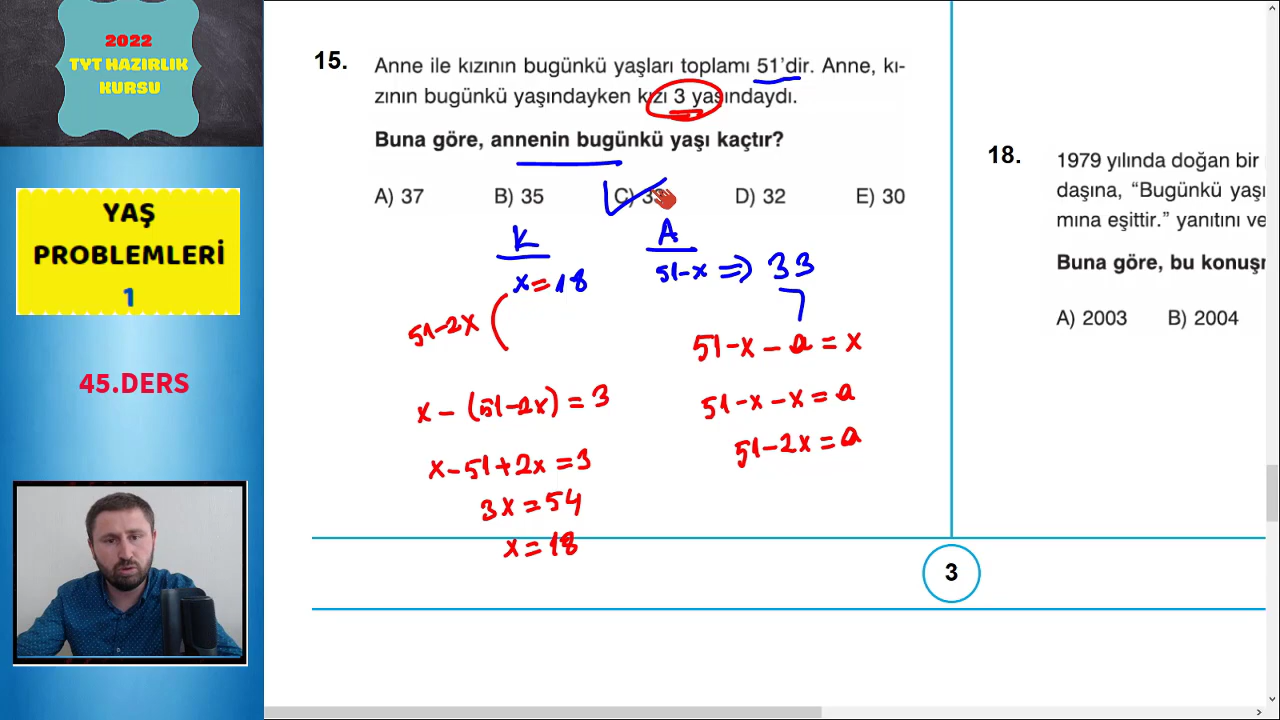 2022
TYT HAZIRLIK
KURSU
YAŞ
PROBLEMLERİ
1
45.DERS
15.
Anne ile kızının bugünkü yaşları toplamı 51'dir. Anne, kı-
zının bugünkü yaşındayken kızı 3 yaşındaydı.
Buna göre, annenin bugünkü yaşı kaçtır?
A) 37 B) 35 C) D) 32 E) 30
K A
x = 18 51-x ⇒ 33
51-2x
51-x-a=x
x-(51-2x)=3
51-x-x=a
x-51+2x=3
51-2x=a
3x=54
x=18
3
18.
1979 yılında doğan bir
daşına, "Bugünkü yaşı
mına eşittir." yanıtını ve
Buna göre, bu konuşm
A) 2003 B) 2004